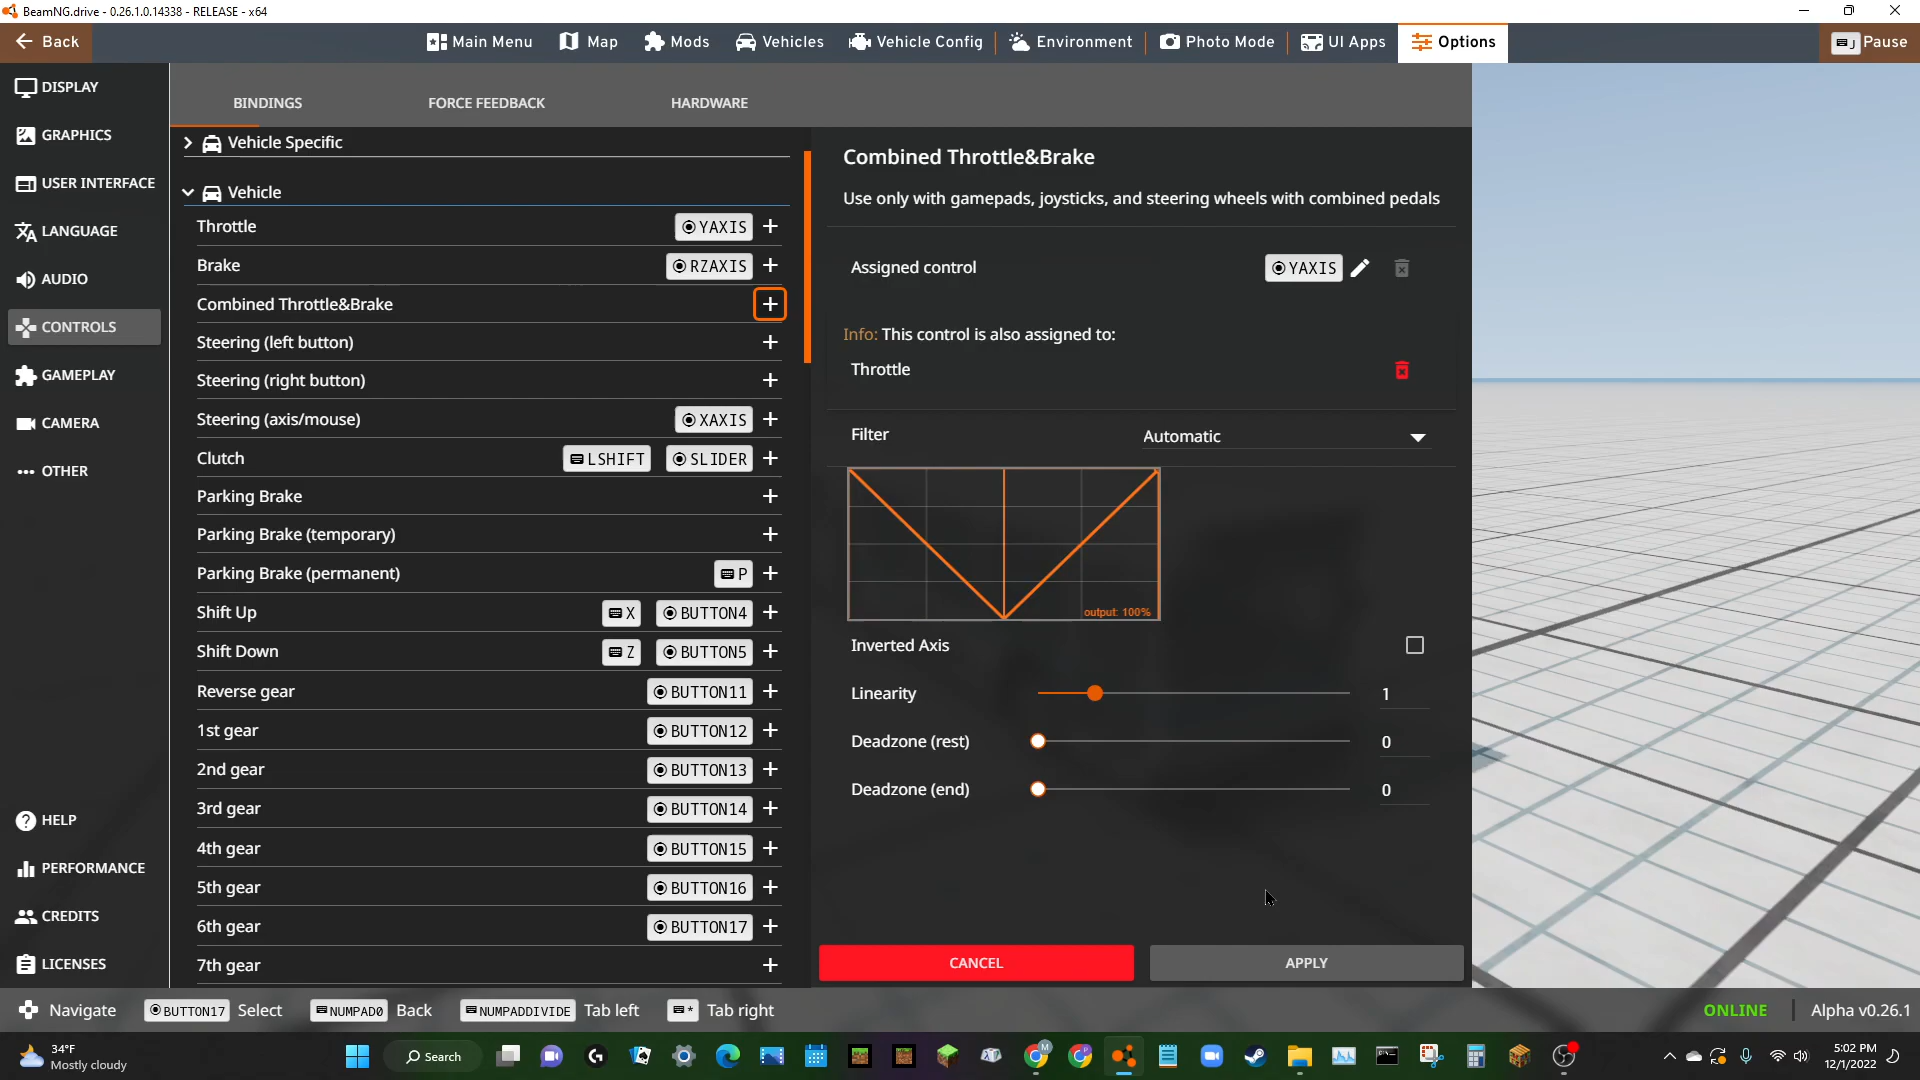 BeamNG.drive - 0.26.1.0.14338 - RELEASE - x64
Back
Main Menu
Map
Mods
Vehicles
Vehicle Config
Environment
Photo Mode
UI Apps
Options
J Pause
DISPLAY
GRAPHICS
USER INTERFACE
LANGUAGE
AUDIO
CONTROLS
GAMEPLAY
CAMERA
OTHER
HELP
PERFORMANCE
CREDITS
LICENSES
BINDINGS
FORCE FEEDBACK
HARDWARE
Vehicle Specific
Vehicle
Throttle YAXIS +
Brake RZAXIS +
Combined Throttle&Brake +
Steering (left button) +
Steering (right button) +
Steering (axis/mouse) XAXIS +
Clutch LSHIFT SLIDER +
Parking Brake +
Parking Brake (temporary) +
Parking Brake (permanent) P +
Shift Up X BUTTON4 +
Shift Down Z BUTTON5 +
Reverse gear BUTTON11 +
1st gear BUTTON12 +
2nd gear BUTTON13 +
3rd gear BUTTON14 +
4th gear BUTTON15 +
5th gear BUTTON16 +
6th gear BUTTON17 +
7th gear +
Combined Throttle&Brake
Use only with gamepads, joysticks, and steering wheels with combined pedals
Assigned control YAXIS
Info: This control is also assigned to:
Throttle
Filter Automatic
output: 100%
Inverted Axis
Linearity 1
Deadzone (rest) 0
Deadzone (end) 0
CANCEL
APPLY
Navigate BUTTON17 Select NUMPAD0 Back NUMPADDIVIDE Tab left * Tab right
ONLINE
Alpha v0.26.1
34°F
Mostly cloudy
Search
M
5:02 PM
12/1/2022